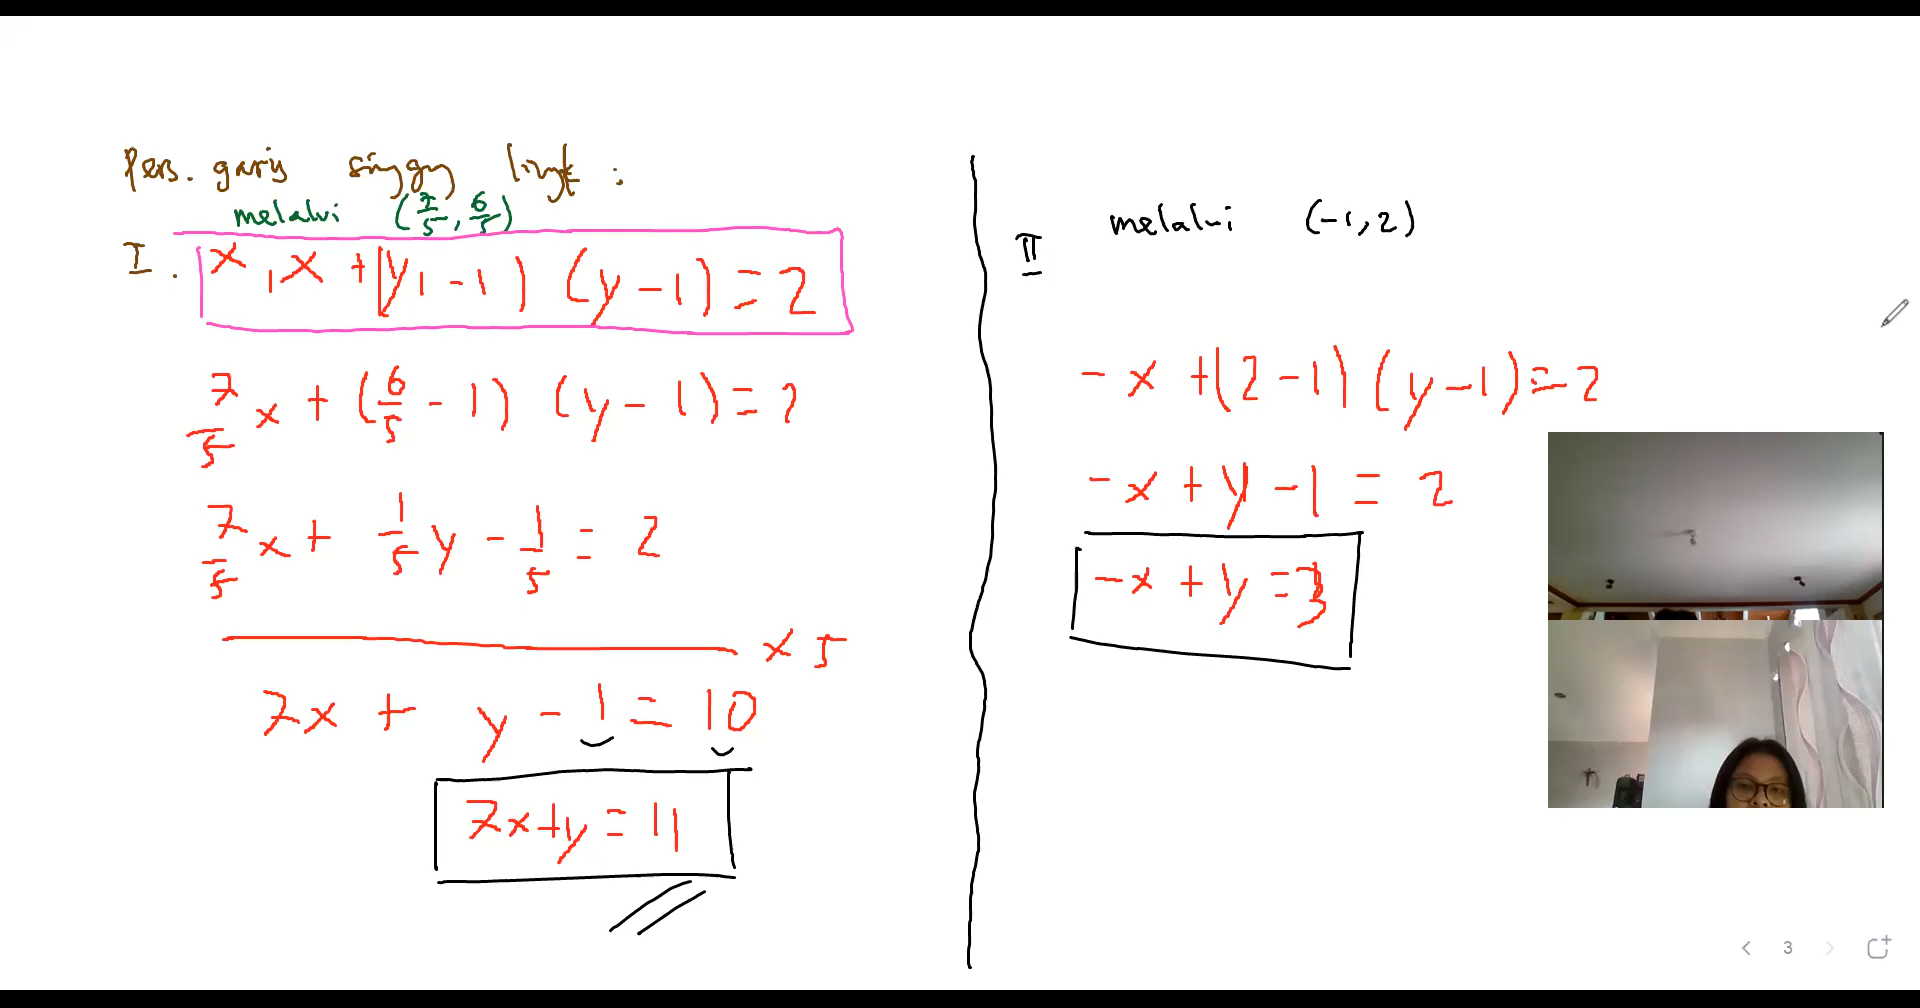 Pers. garis singgg lingk :
melalui (7/5, 6/5)
I. x₁x + (y₁ - 1) (y - 1) = 2
7/5 x + (6/5 - 1) (y - 1) = 2
7/5 x + 1/5 y - 1/5 = 2
× 5
7x + y - 1 = 10
7x + y = 11
melalui (-1, 2)
II
- x + (2 - 1) (y - 1) = 2
- x + y - 1 = 2
- x + y = 3
3